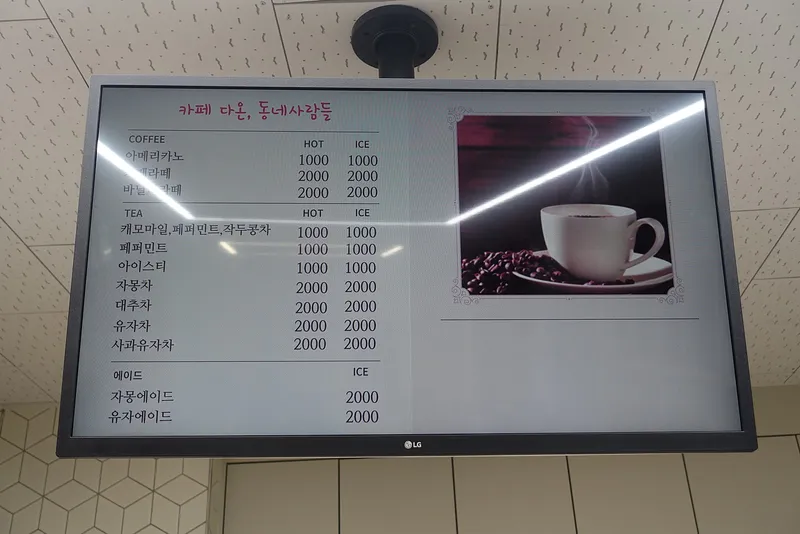 카페 다온, 동네사람들
COFFEE HOT ICE
아메리카노 1000 1000
2000 2000
2000 2000
TEA HOT ICE
캐모마일,페퍼민트,작두콩차 1000 1000
페퍼민트 1000 1000
아이스티 1000 1000
자몽차 2000 2000
대추차 2000 2000
유자차 2000 2000
사과유자차 2000 2000
에이드 ICE
자몽에이드 2000
유자에이드 2000
LG